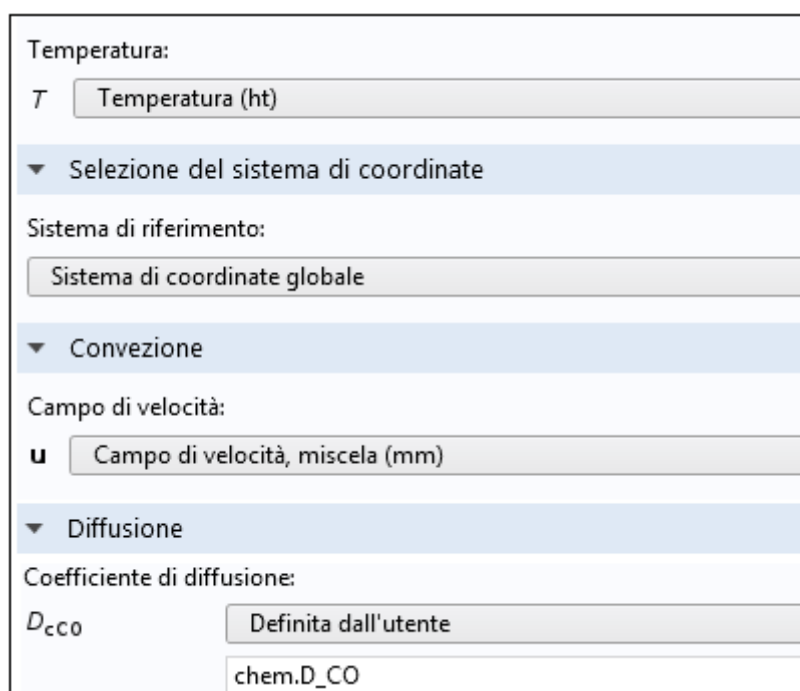 Temperatura:
T Temperatura (ht)
Selezione del sistema di coordinate
Sistema di riferimento:
Sistema di coordinate globale
Convezione
Campo di velocità:
u Campo di velocità, miscela (mm)
Diffusione
Coefficiente di diffusione:
DcCO Definita dall'utente
chem.D_CO